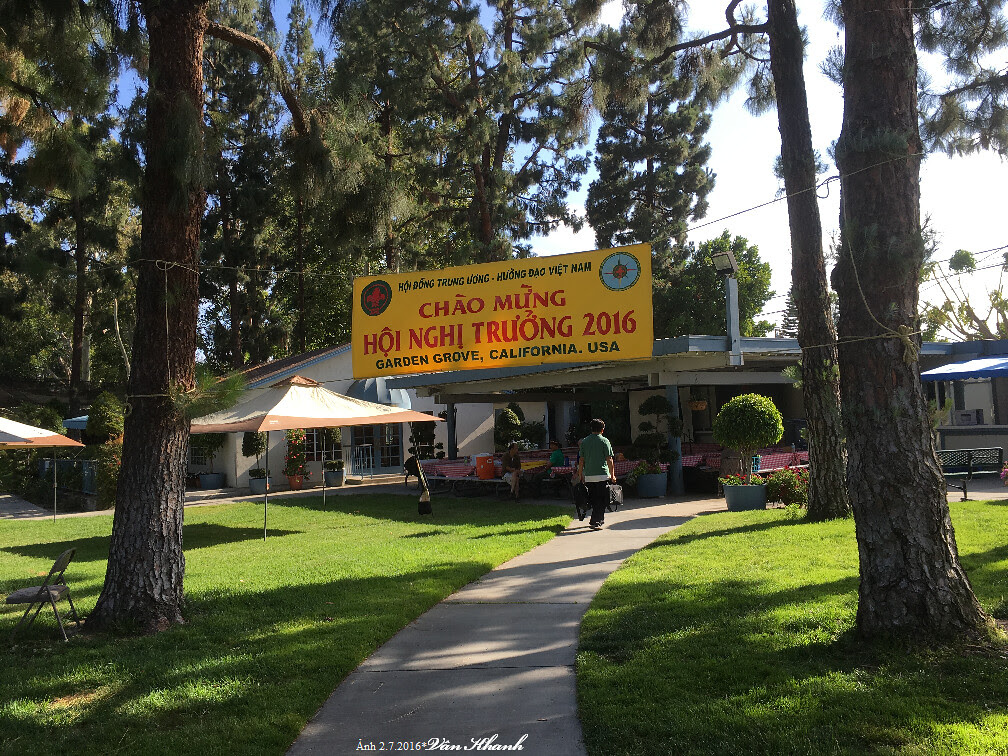 HỘI ĐỒNG TRUNG ƯƠNG - HƯỚNG ĐẠO VIỆT NAM
CHÀO MỪNG
HỘI NGHỊ TRƯỞNG 2016
GARDEN GROVE, CALIFORNIA. USA
Ảnh 2.7.2016*Vân Khanh